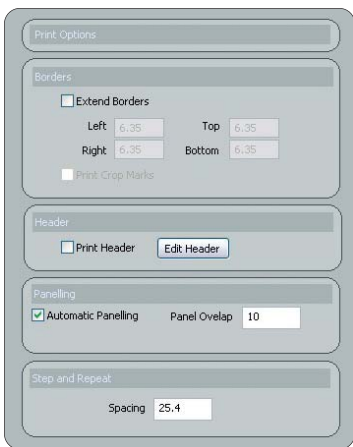 Print Options
Borders
Extend Borders
Left 6.35 Top 6.35
Right 6.35 Bottom 6.35
Print Crop Marks
Header
Print Header Edit Header
Panelling
Automatic Panelling Panel Ovelap 10
Step and Repeat
Spacing 25.4